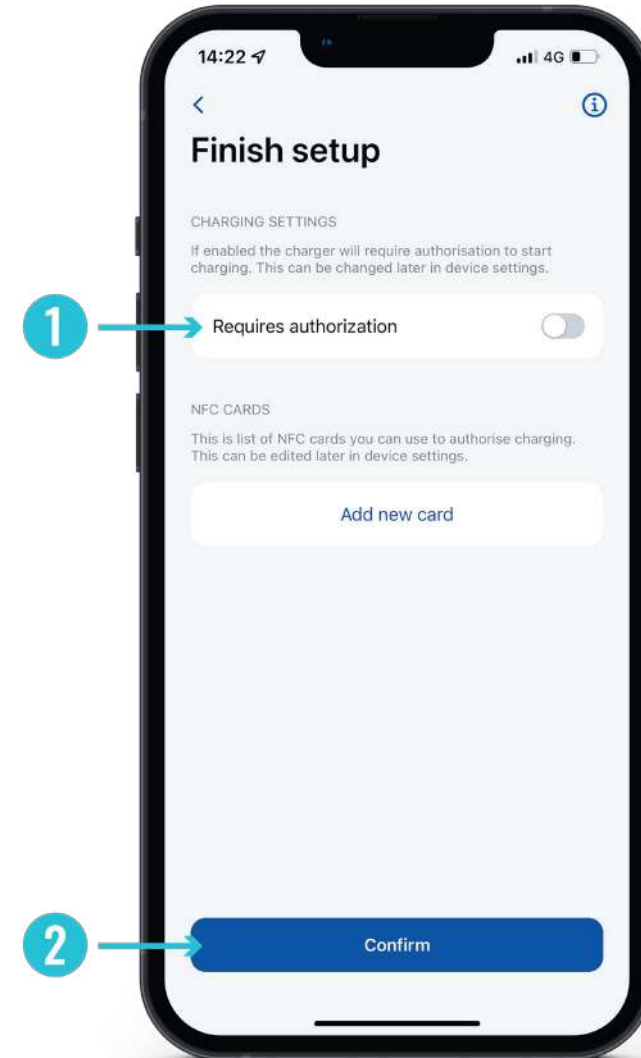 14:22
4G
Finish setup
CHARGING SETTINGS
If enabled the charger will require authorisation to start
charging. This can be changed later in device settings.
1
Requires authorization
NFC CARDS
This is list of NFC cards you can use to authorise charging.
This can be edited later in device settings.
Add new card
2
Confirm